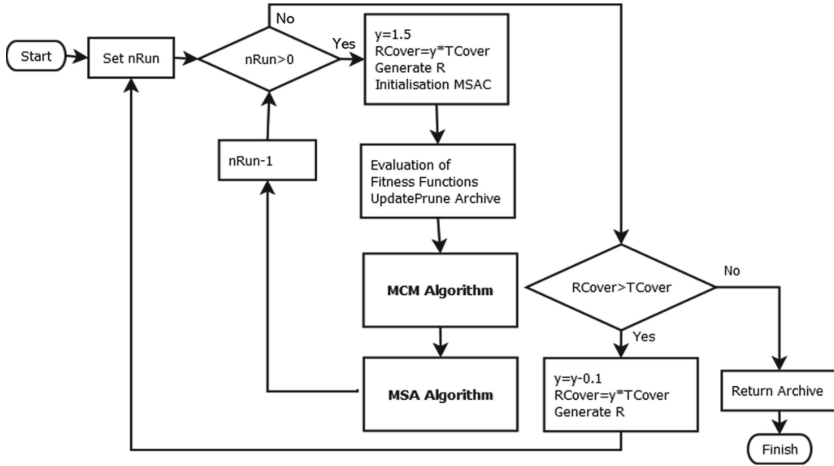 Start
Set nRun
nRun>0
No
Yes
y=1.5
RCover=y*TCover
Generate R
Initialisation MSAC
nRun-1
Evaluation of
Fitness Functions
UpdatePrune Archive
MCM Algorithm
MSA Algorithm
RCover>TCover
No
Yes
y=y-0.1
RCover=y*TCover
Generate R
Return Archive
Finish